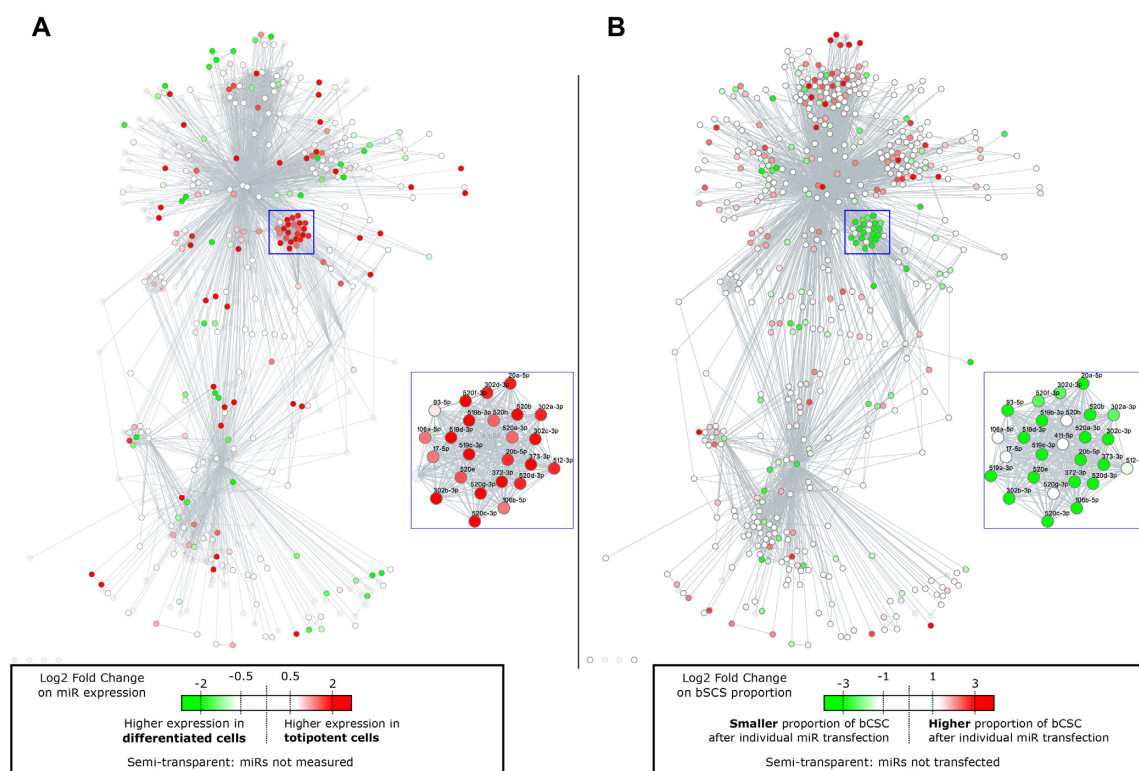 A
B
20a-5p
302d-3p
520f-3p
93-5p
519b-3p
520h
520b
302a-3p
106a-5p
519d-3p
520a-3p
302c-3p
17-5p
519c-3p
20b-5p
373-3p
512-3p
520e
372-3p
520d-3p
302b-3p
520g-3p
106b-5p
520c-3p
20a-5p
302d-3p
520f-3p
93-5p
519b-3p
520h
520b
302a-3p
106a-5p
519d-3p
520a-3p
302c-3p
411-5p
17-5p
519c-3p
20b-5p
373-3p
512-
519a-3p
520e
372-3p
520d-3p
302b-3p
520g-3p
106b-5p
520c-3p
Log2 Fold Change
on miR expression
-2
-0.5
0.5
2
Higher expression in
differentiated cells
Higher expression in
totipotent cells
Semi-transparent: miRs not measured
Log2 Fold Change
on bSCS proportion
-3
-1
1
3
Smaller proportion of bCSC
after individual miR transfection
Higher proportion of bCSC
after individual miR transfection
Semi-transparent: miRs not transfected